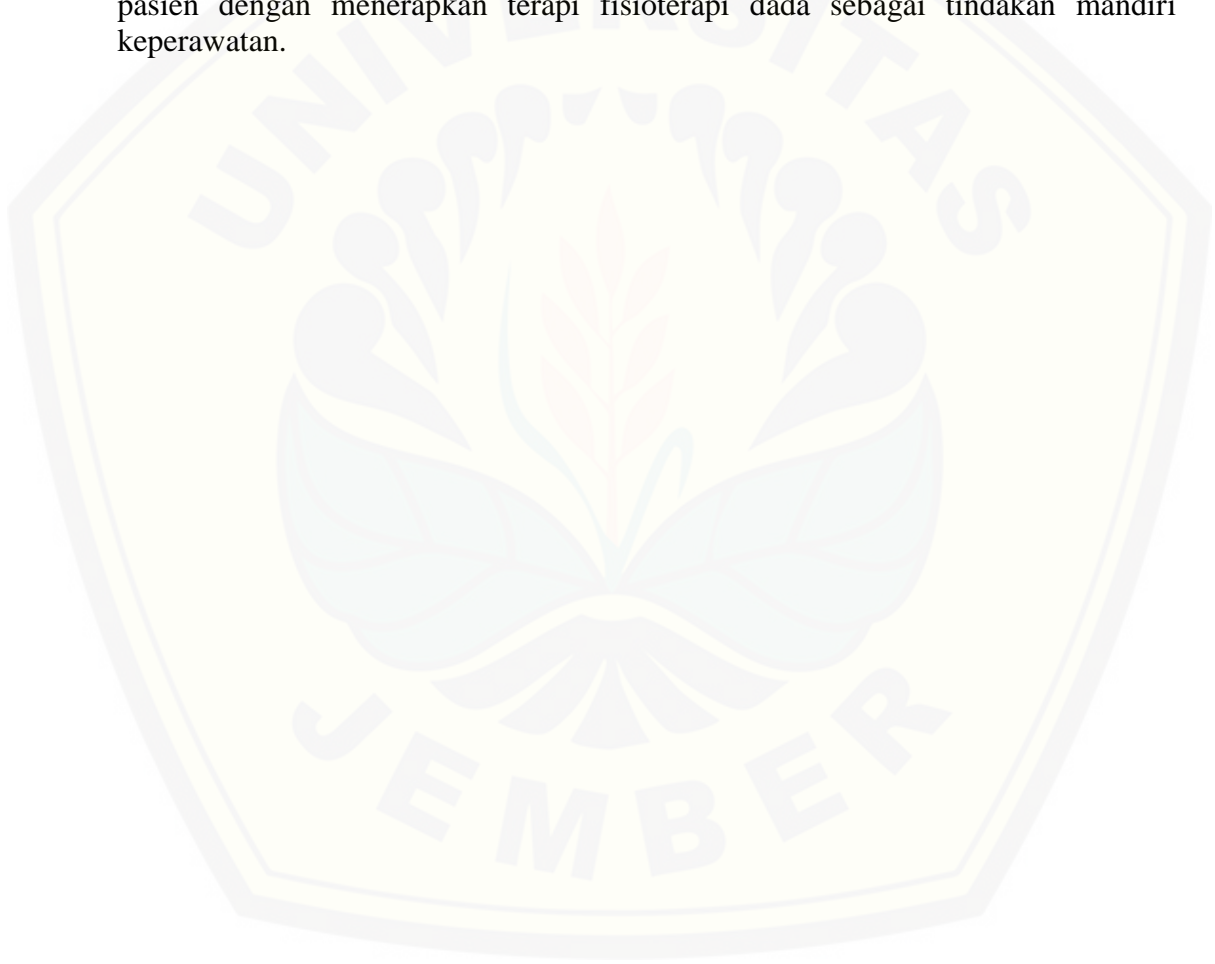 pasien dengan menerapkan terapi fisioterapi dada sebagai tindakan mandiri
keperawatan.
UNIVERSITAS
JEMBER